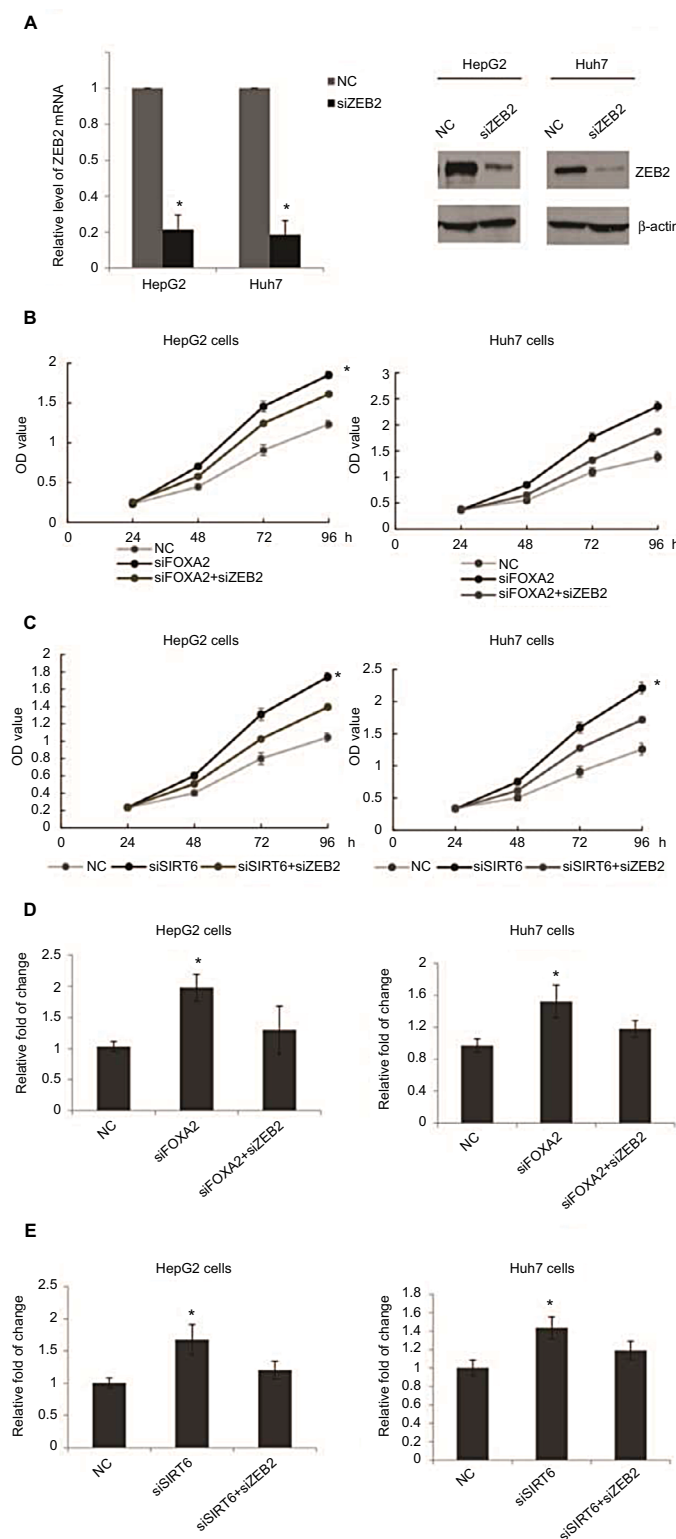 A
Relative level of ZEB2 mRNA
1
0.2
0.4
0.2
0
HepG2
Huh7
NC
siZEB2
*
*
HepG2
Huh7
NC
siZEB2
NC
siZEB2
ZEB2
β-actin
B
HepG2 cells
OD value
2
1.5
1
0.5
0
0
24
48
72
96
h
*
NC
siFOXA2
siFOXA2+siZEB2
Huh7 cells
OD value
3
2.5
2
1.5
1
0.5
0
0
24
48
72
96
h
NC
siFOXA2
siFOXA2+siZEB2
C
HepG2 cells
OD value
2
1.8
1.6
1.4
1.2
1
0.8
0.6
0.4
0.2
0
0
24
48
72
96
h
*
NC
siSIRT6
siSIRT6+siZEB2
Huh7 cells
OD value
2.5
2
1.5
1
0.5
0
0
24
48
72
96
h
*
NC
siSIRT6
siSIRT6+siZEB2
D
HepG2 cells
Relative fold of change
2.5
2
1.5
1
0.5
0
*
NC
siFOXA2
siFOXA2+siZEB2
Huh7 cells
Relative fold of change
2
1.6
1.2
0.8
0.4
0
*
NC
siFOXA2
siFOXA2+siZEB2
E
HepG2 cells
Relative fold of change
2
1.5
1
0.5
0
*
NC
siSIRT6
siSIRT6+siZEB2
Huh7 cells
Relative fold of change
1.8
1.6
1.4
1.2
1
0.8
0.6
0.4
0.2
0
*
NC
siSIRT6
siSIRT6+siZEB2